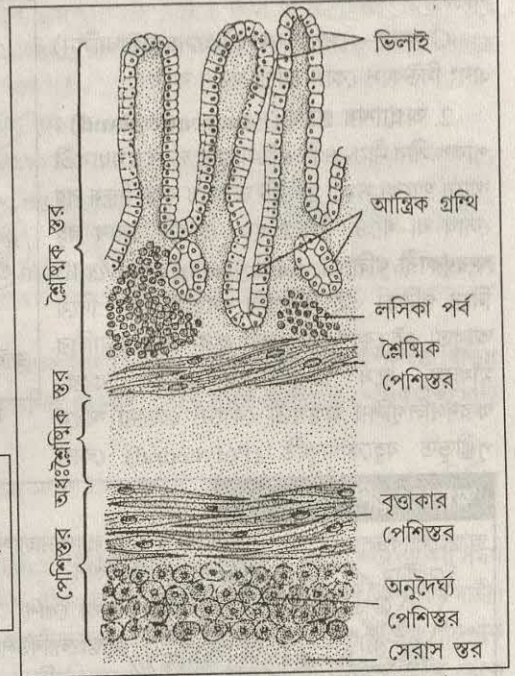 ভিলাই
আন্ত্রিক গ্রন্থি
লসিকা পর্ব
শ্লৈষ্মিক
পেশিস্তর
বৃত্তাকার
পেশিস্তর
অনুদৈর্ঘ্য
পেশিস্তর
সেরাস স্তর
শ্লৈষ্মিক স্তর
অধঃশ্লৈষ্মিক স্তর
পেশিস্তর